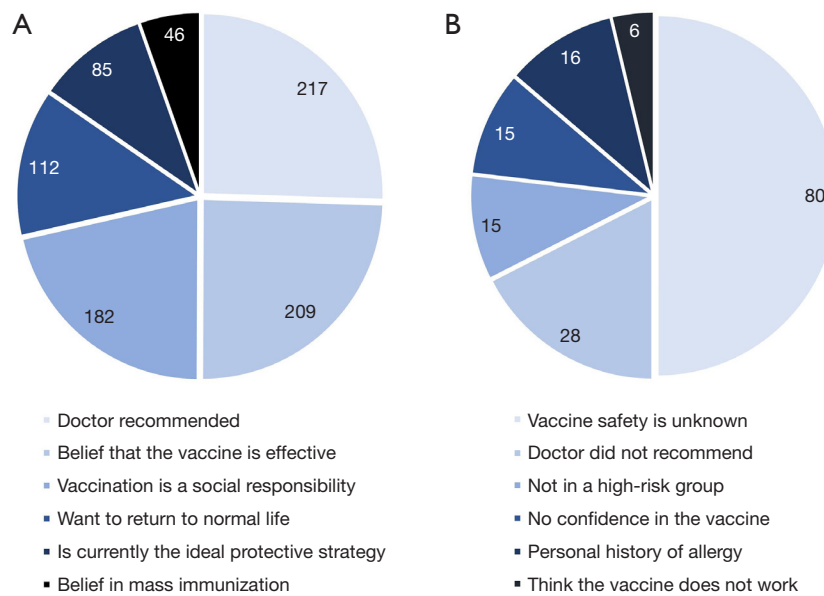 A
46
85
217
112
182
209
Doctor recommended
Belief that the vaccine is effective
Vaccination is a social responsibility
Want to return to normal life
Is currently the ideal protective strategy
Belief in mass immunization
B
6
16
15
80
15
28
Vaccine safety is unknown
Doctor did not recommend
Not in a high-risk group
No confidence in the vaccine
Personal history of allergy
Think the vaccine does not work